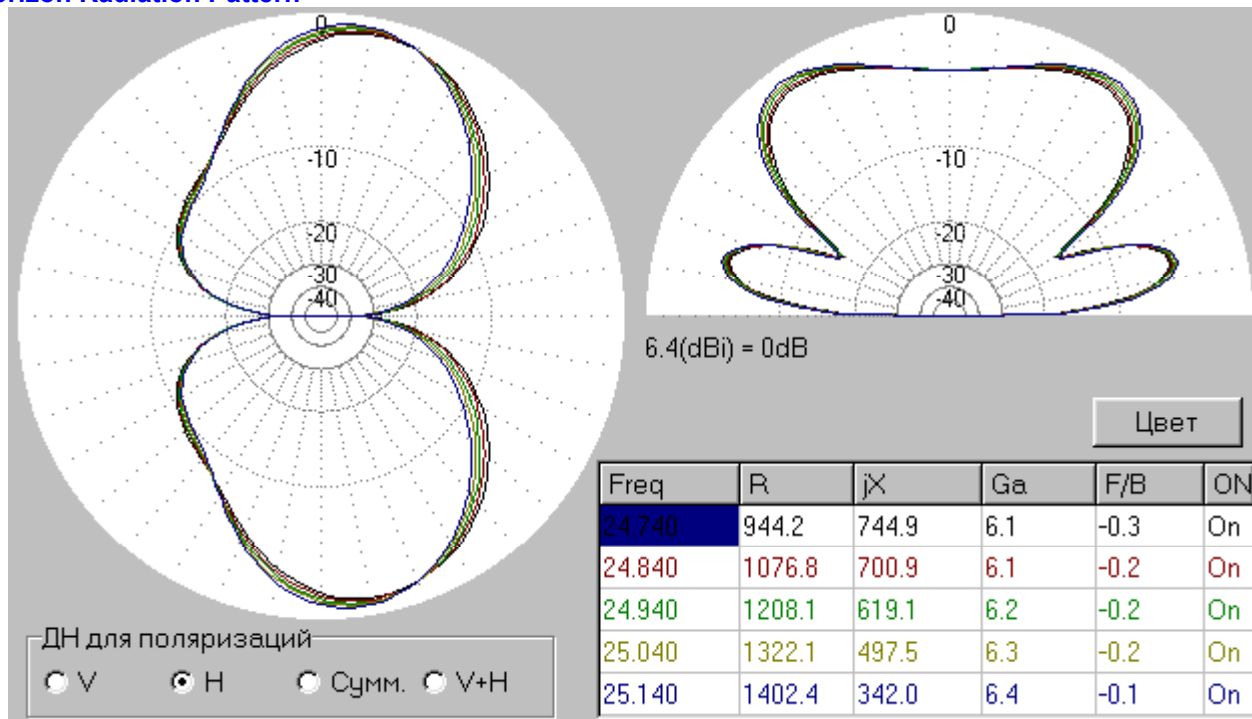 orizon Radiation Pattern
0
-10
-20
-30
-40
0
-10
-20
-30
-40
6.4(dBi) = 0dB
Цвет
Freq R jX Ga F/B ON
24.740 944.2 744.9 6.1 -0.3 On
24.840 1076.8 700.9 6.1 -0.2 On
24.940 1208.1 619.1 6.2 -0.2 On
25.040 1322.1 497.5 6.3 -0.2 On
25.140 1402.4 342.0 6.4 -0.1 On
ДН для поляризаций
V H Сумм. V+H